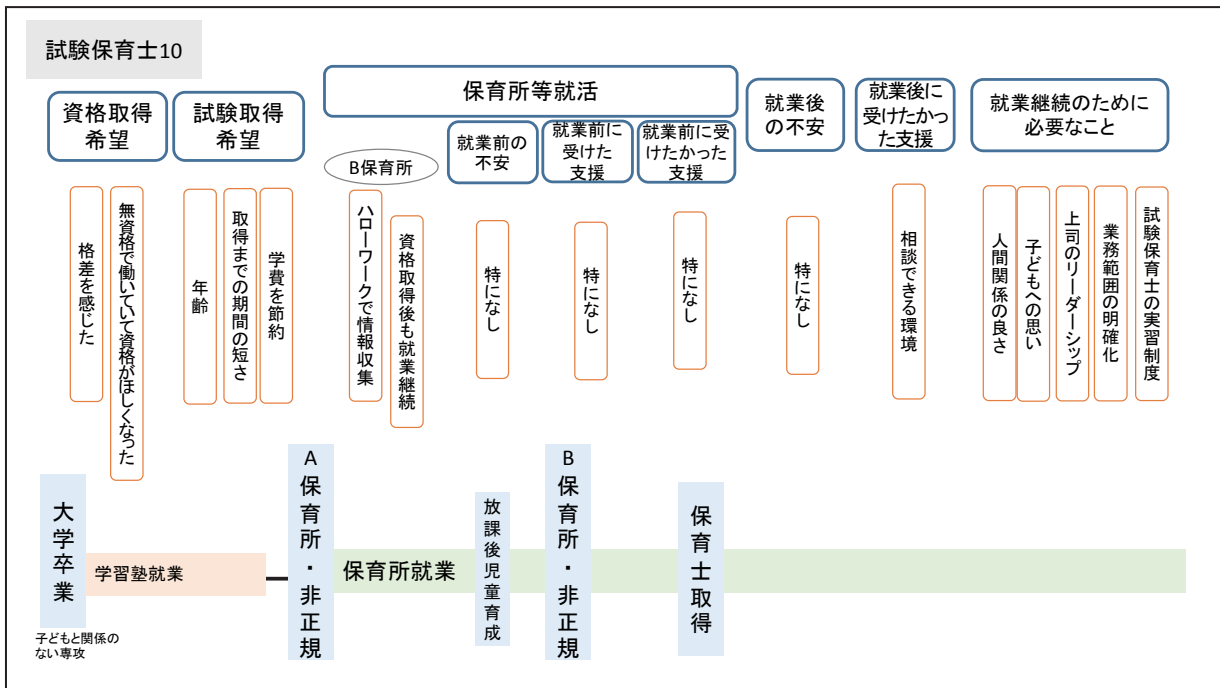 試験保育士10
資格取得
希望
試験取得
希望
保育所等就活
就業後
の不安
就業後に
受けたかっ
た支援
就業継続のために
必要なこと
B保育所
就業前の
不安
就業前に
受けた
支援
就業前に受
けたかった
支援
格差を感じた
無資格で働いていて資格がほしくなった
年齢
取得までの期間の短さ
学費を節約
ハローワークで情報収集
資格取得後も就業継続
特になし
特になし
特になし
特になし
相談できる環境
人間関係の良さ
子どもへの思い
上司のリーダーシップ
業務範囲の明確化
試験保育士の実習制度
大学卒業
学習塾就業
A保育所・非正規
保育所就業
放課後児童育成
B保育所・非正規
保育士取得
子どもと関係の
ない専攻